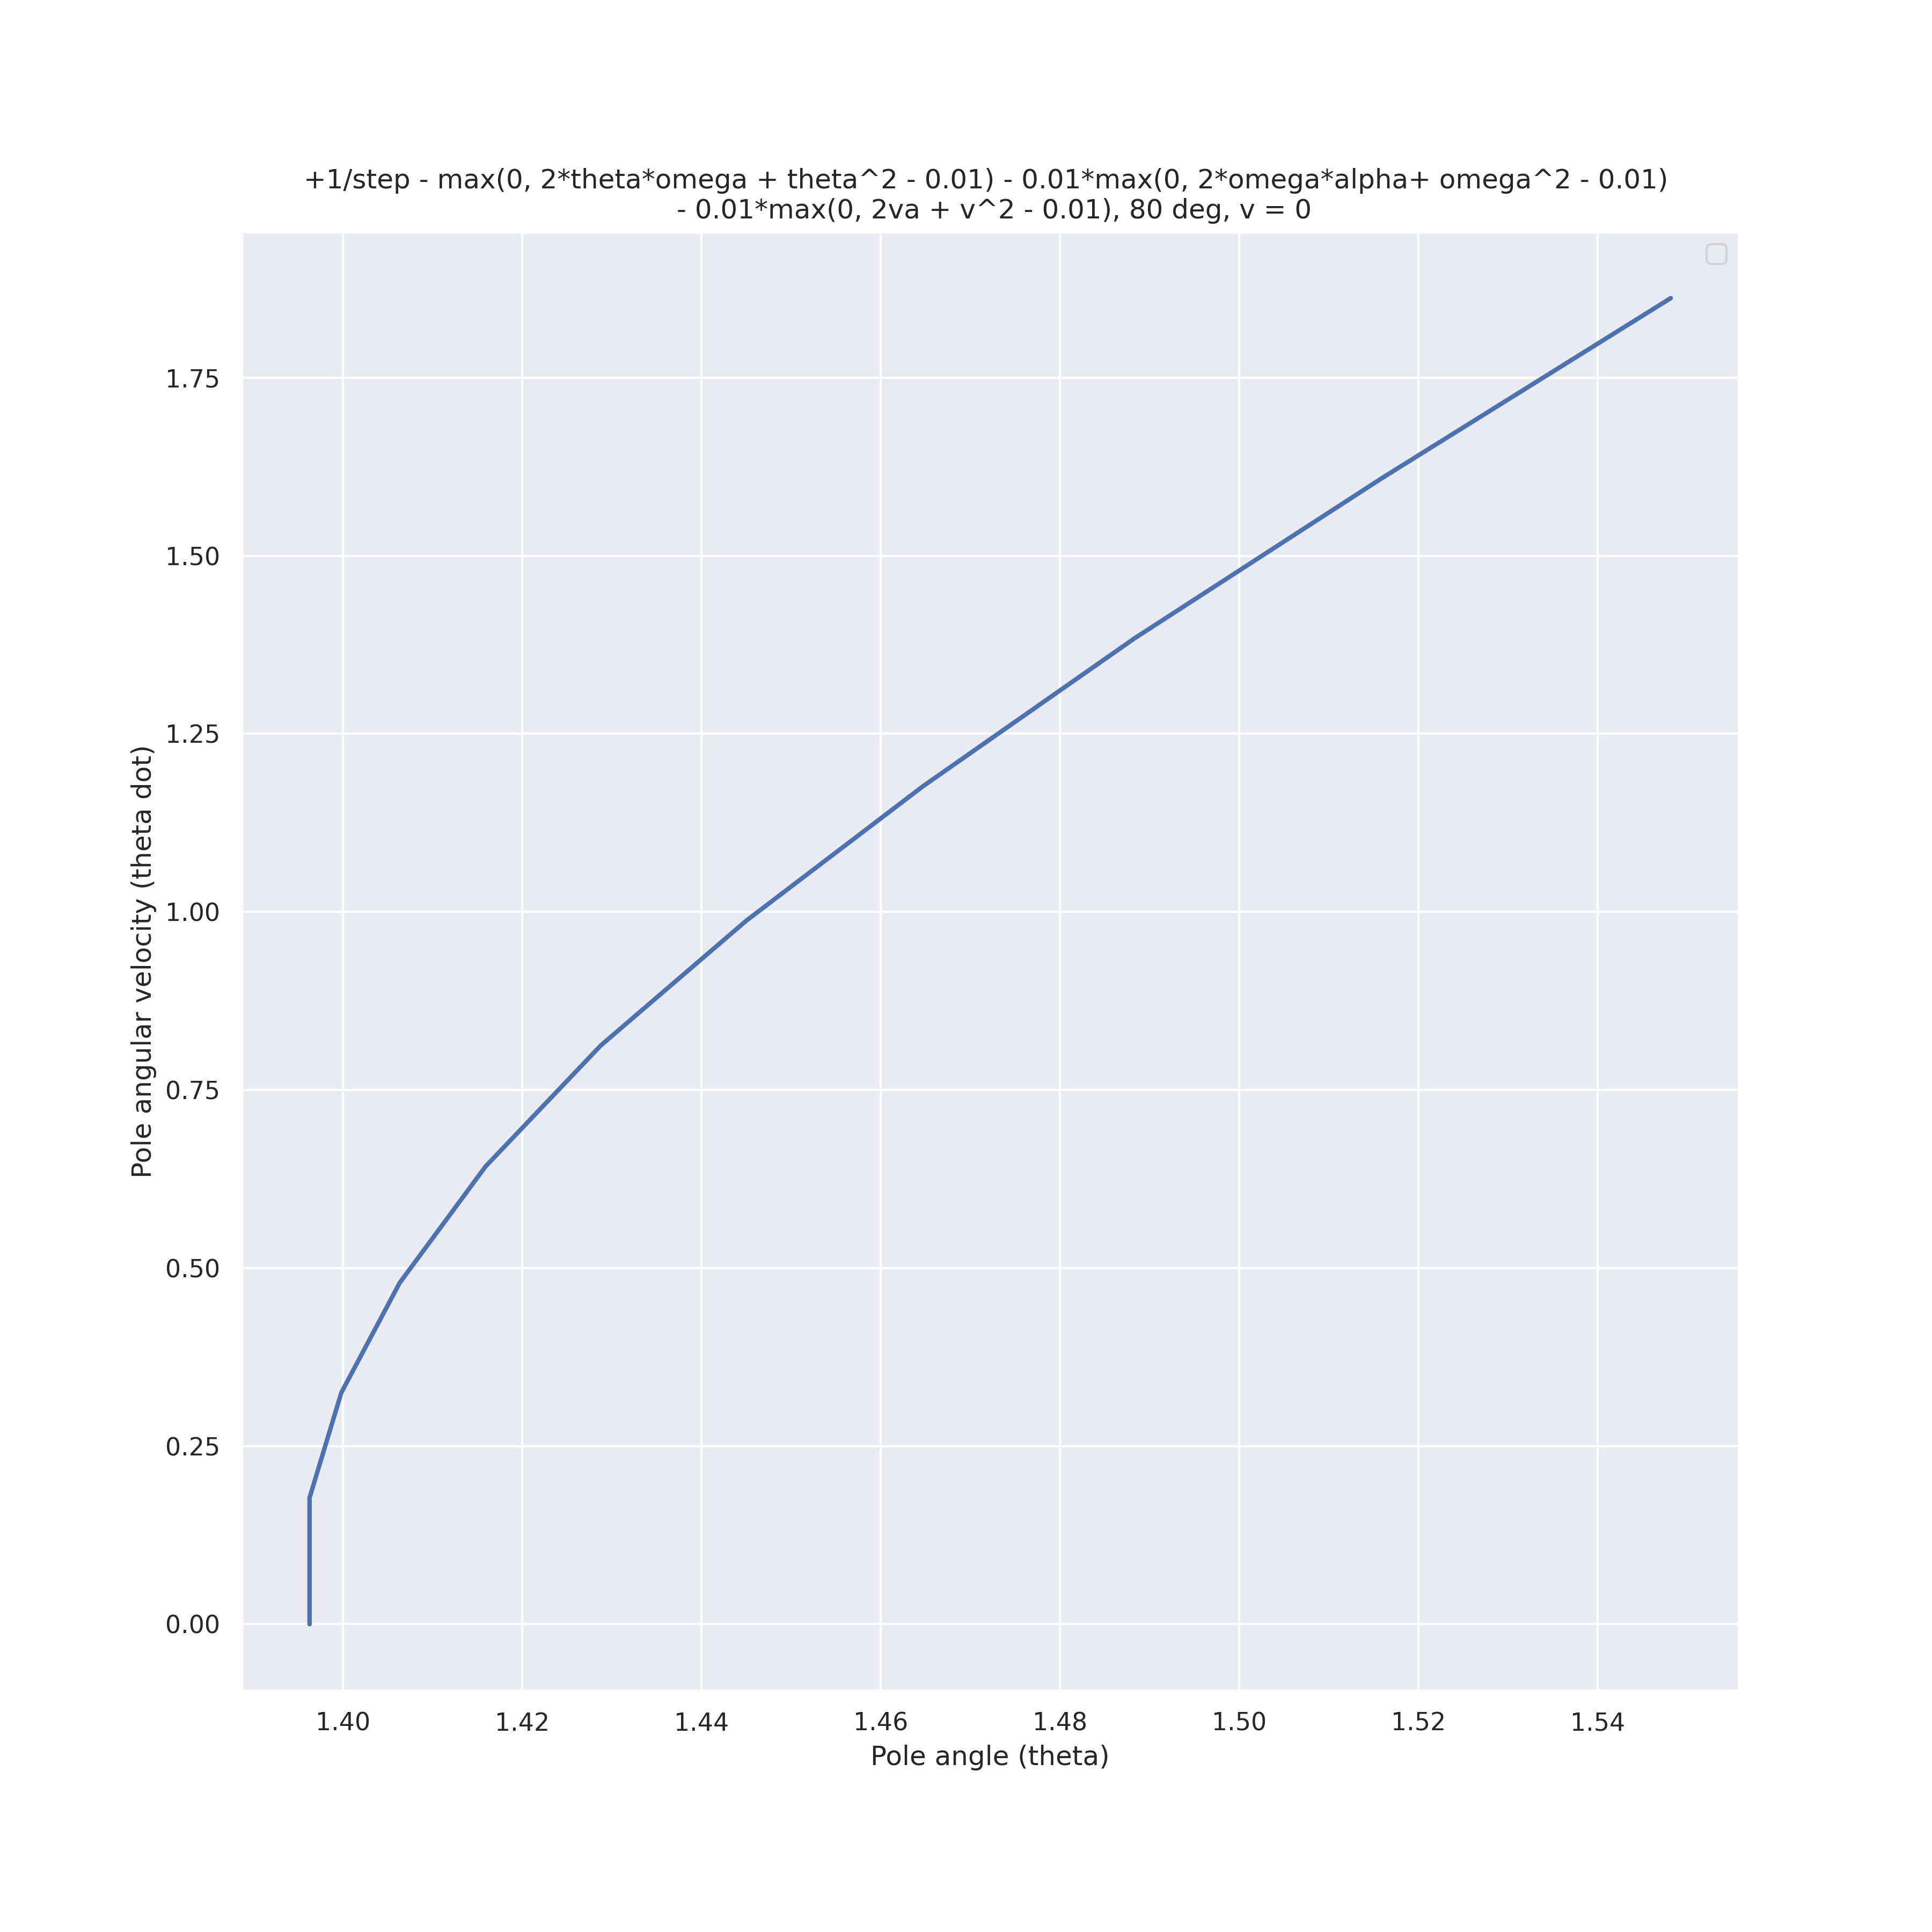 +1/step - max(0, 2*theta*omega + theta^2 - 0.01) - 0.01*max(0, 2*omega*alpha+ omega^2 - 0.01)
- 0.01*max(0, 2va + v^2 - 0.01), 80 deg, v = 0
1.75
1.50
1.25
1.00
0.75
0.50
0.25
0.00
Pole angular velocity (theta dot)
1.40 1.42 1.44 1.46 1.48 1.50 1.52 1.54
Pole angle (theta)